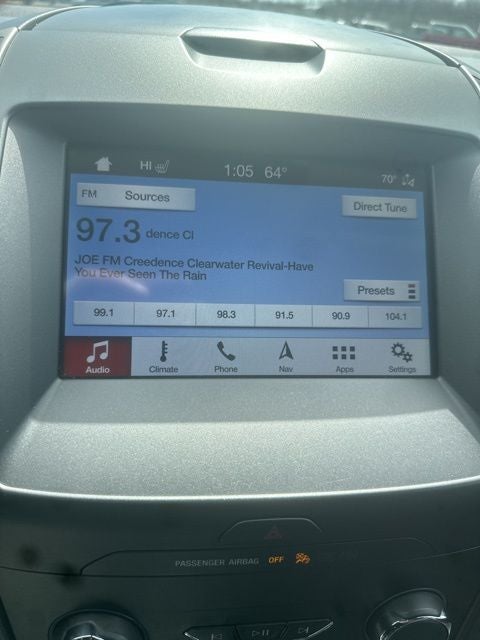 HI 1:05 64° 70°
FM Sources Direct Tune
97.3 dence Cl
JOE FM Creedence Clearwater Revival-Have
You Ever Seen The Rain
Presets
99.1 97.1 98.3 91.5 90.9 104.1
Audio Climate Phone Nav Apps Settings
PASSENGER AIRBAG OFF